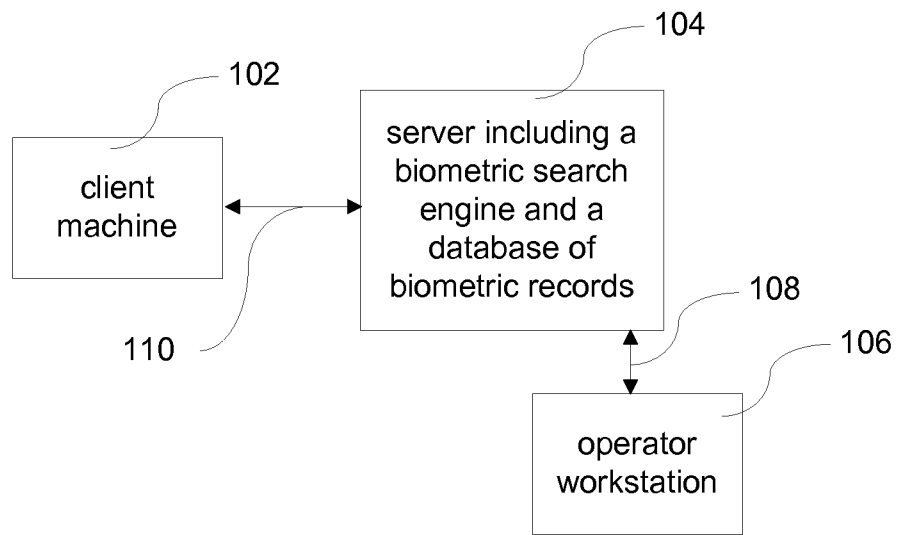 104
102
server including a
biometric search
engine and a
database of
biometric records
client
machine
108
110
106
operator
workstation